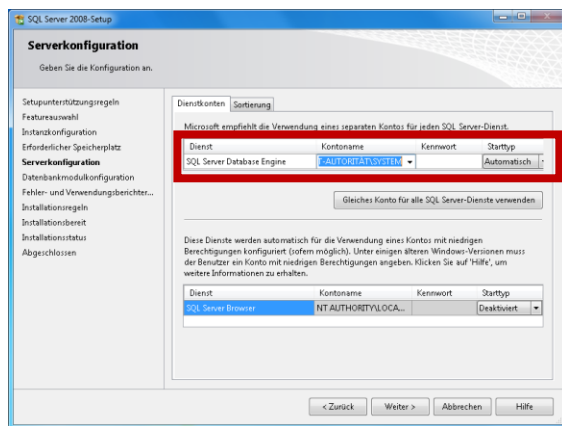 SQL Server 2008-Setup
Serverkonfiguration
Geben Sie die Konfiguration an.
Setupunterstützungsregeln
Featureauswahl
Instanzkonfiguration
Erforderlicher Speicherplatz
Serverkonfiguration
Datenbankmodulkonfiguration
Fehler- und Verwendungsberichter...
Installationsregeln
Installationsbereit
Installationsstatus
Abgeschlossen
Dienstkonten Sortierung
Microsoft empfiehlt die Verwendung eines separaten Kontos für jeden SQL Server-Dienst.
Dienst Kontoname Kennwort Starttyp
SQL Server Database Engine T-AUTORITÄT\SYSTEM Automatisch
Gleiches Konto für alle SQL Server-Dienste verwenden
Diese Dienste werden automatisch für die Verwendung eines Kontos mit niedrigen
Berechtigungen konfiguriert (sofern möglich). Unter einigen älteren Windows-Versionen muss
der Benutzer ein Konto mit niedrigen Berechtigungen angeben. Klicken Sie auf 'Hilfe', um
weitere Informationen zu erhalten.
Dienst Kontoname Kennwort Starttyp
SQL Server Browser NT AUTHORITY\LOCA... Deaktiviert
< Zurück Weiter > Abbrechen Hilfe